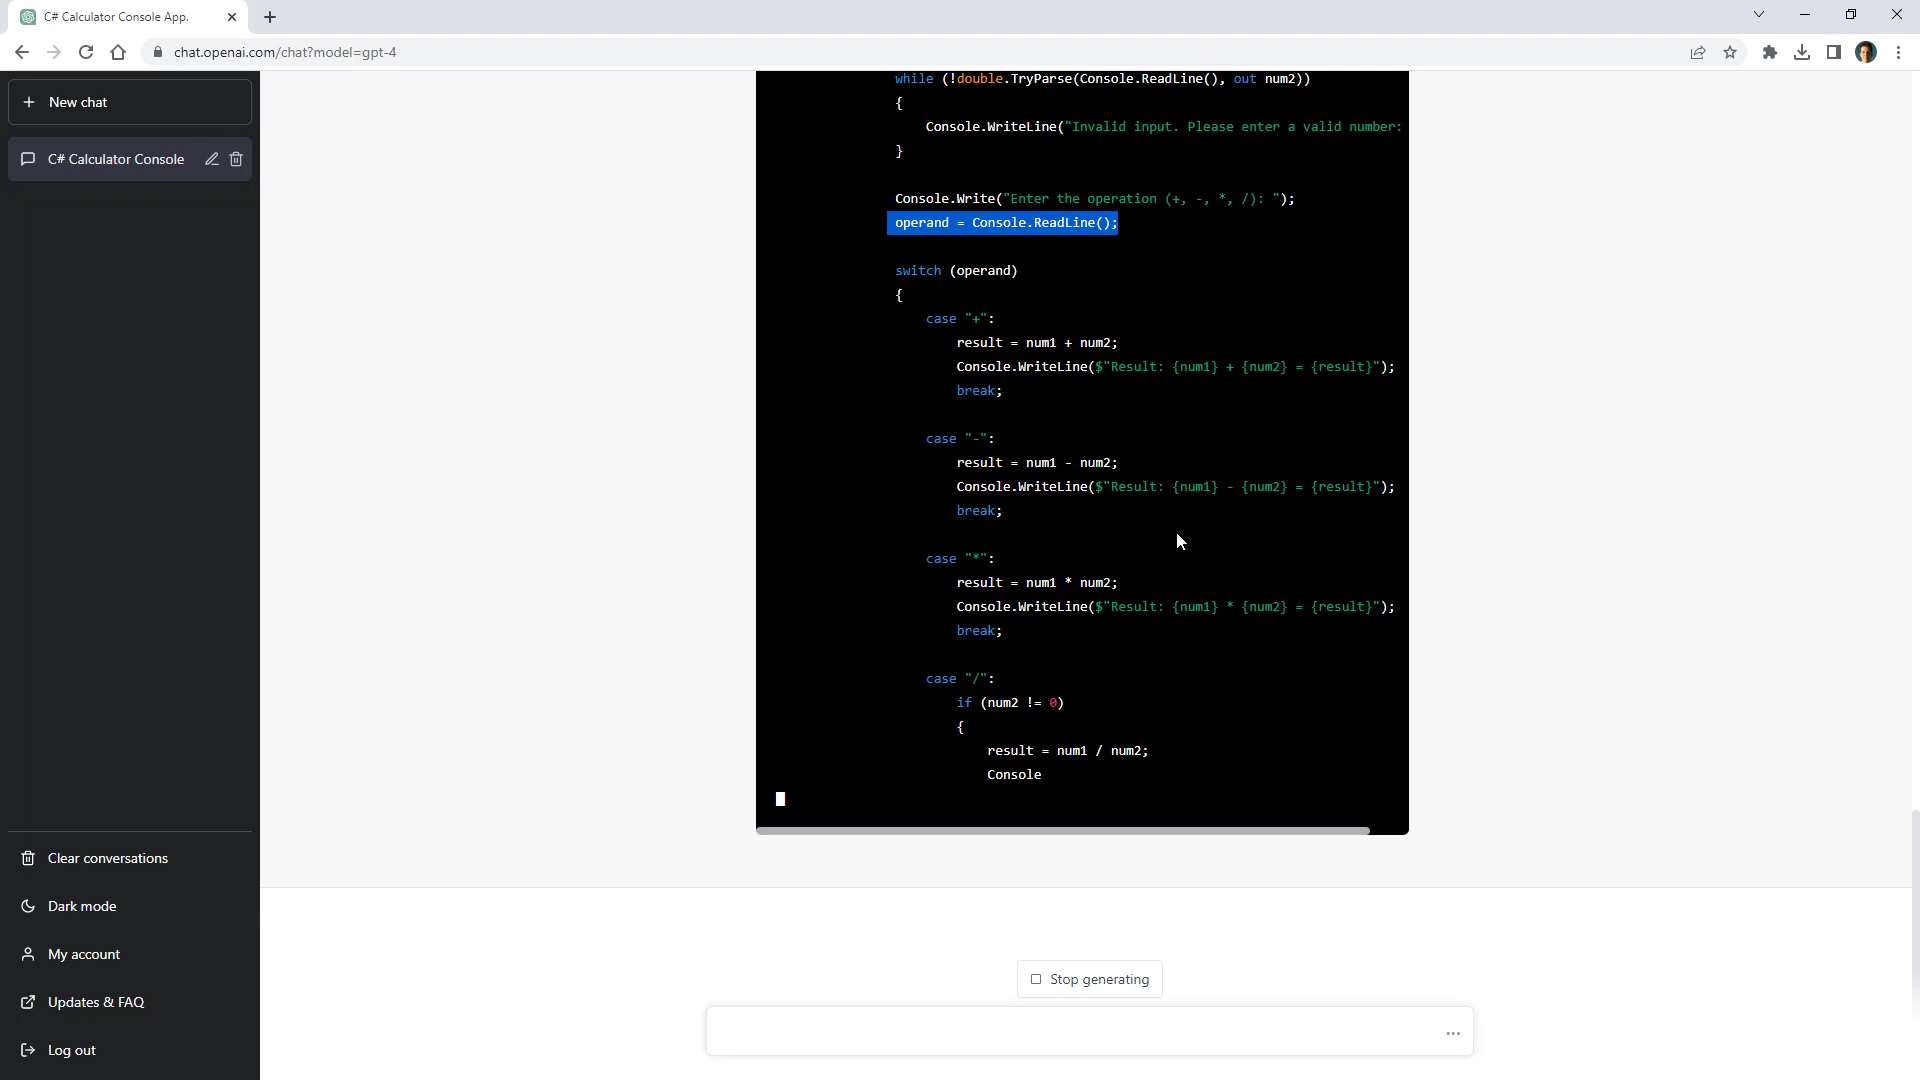 C# Calculator Console App.
chat.openai.com/chat?model=gpt-4
New chat
C# Calculator Console
while (!double.TryParse(Console.ReadLine(), out num2))
{
Console.WriteLine("Invalid input. Please enter a valid number:
}
Console.Write("Enter the operation (+, -, *, /): ");
operand = Console.ReadLine();
switch (operand)
{
case "+":
result = num1 + num2;
Console.WriteLine($"Result: {num1} + {num2} = {result}");
break;
case "-":
result = num1 - num2;
Console.WriteLine($"Result: {num1} - {num2} = {result}");
break;
case "*":
result = num1 * num2;
Console.WriteLine($"Result: {num1} * {num2} = {result}");
break;
case "/":
if (num2 != 0)
{
result = num1 / num2;
Console
Clear conversations
Dark mode
My account
Updates & FAQ
Log out
Stop generating